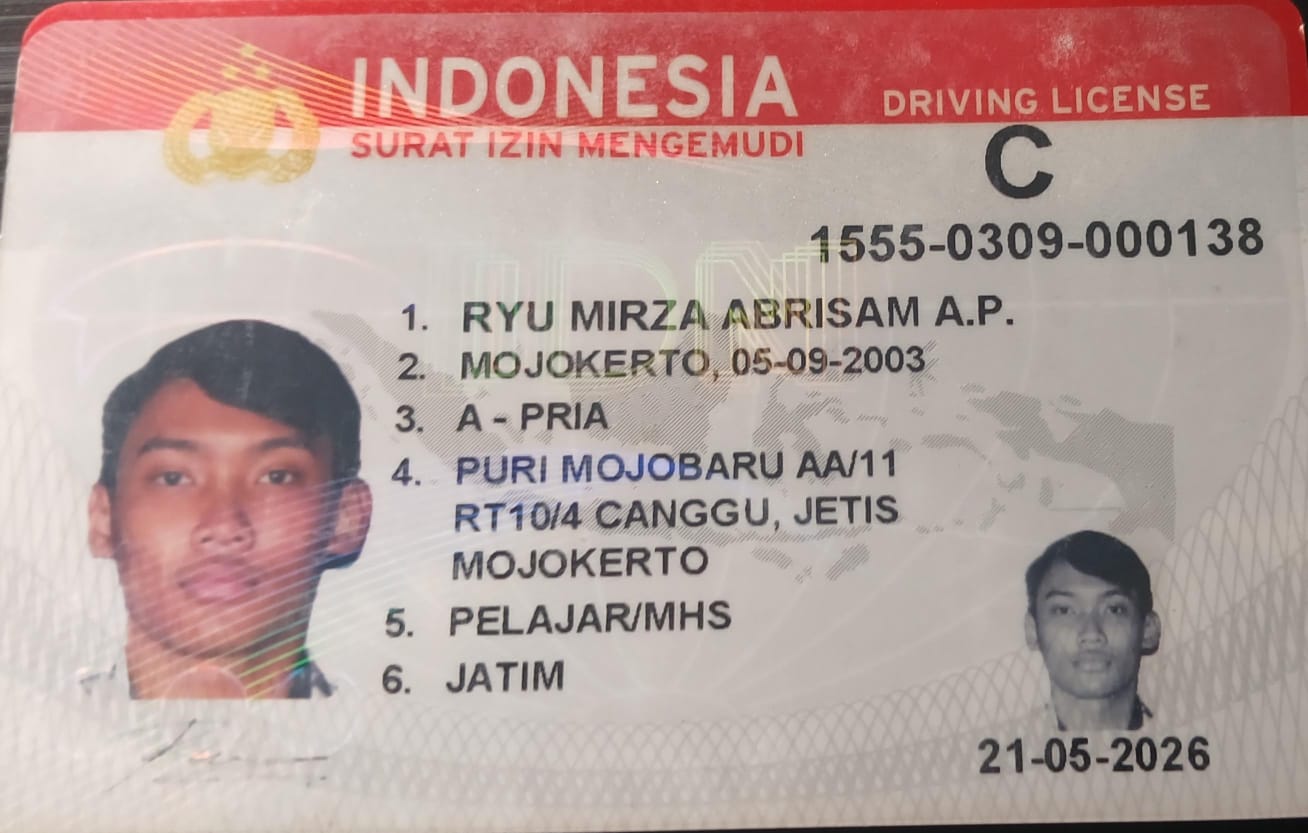 INDONESIA
SURAT IZIN MENGEMUDI
DRIVING LICENSE
C
1555-0309-000138
1. RYU MIRZA ABRISAM A.P.
2. MOJOKERTO, 05-09-2003
3. A - PRIA
4. PURI MOJOBARU AA/11
RT10/4 CANGGU, JETIS
MOJOKERTO
5. PELAJAR/MHS
6. JATIM
21-05-2026